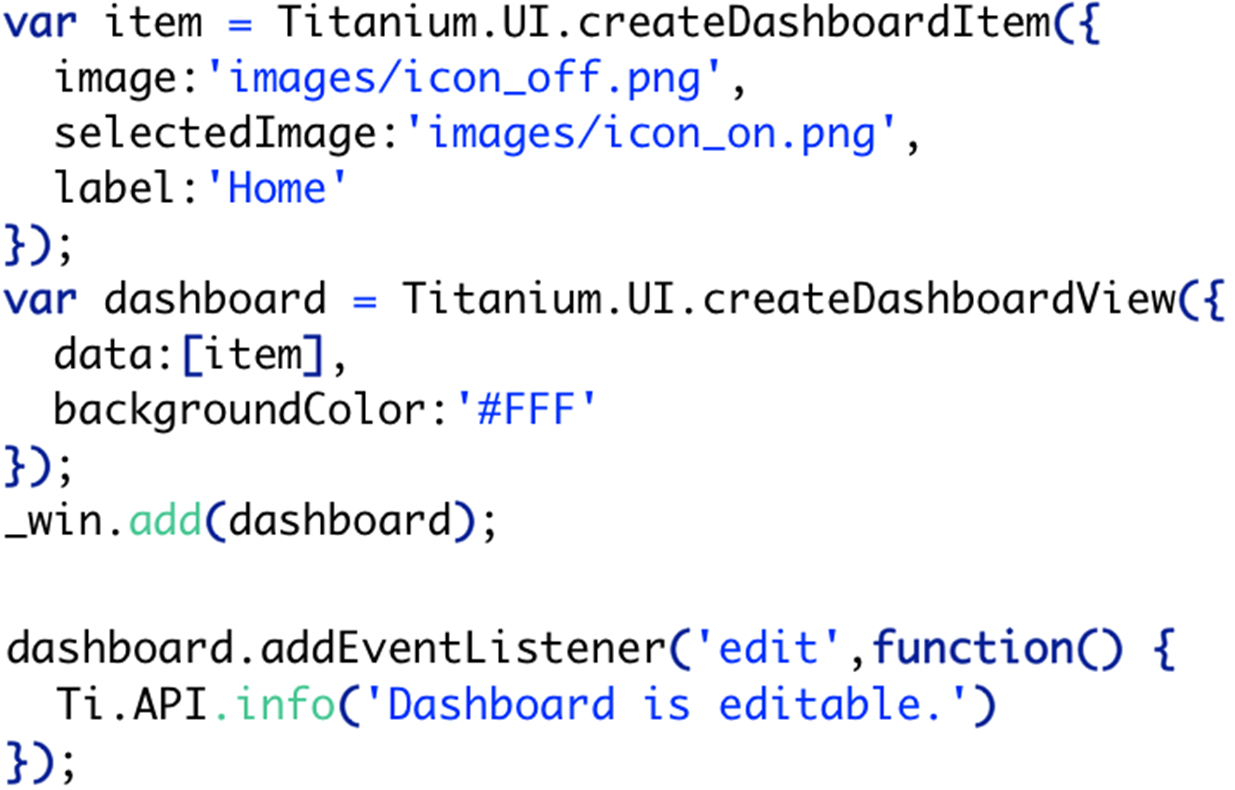 var item = Titanium.UI.createDashboardItem({
  image:'images/icon_off.png',
  selectedImage:'images/icon_on.png',
  label:'Home'
});
var dashboard = Titanium.UI.createDashboardView({
  data:[item],
  backgroundColor:'#FFF'
});
_win.add(dashboard);

dashboard.addEventListener('edit',function() {
  Ti.API.info('Dashboard is editable.')
});